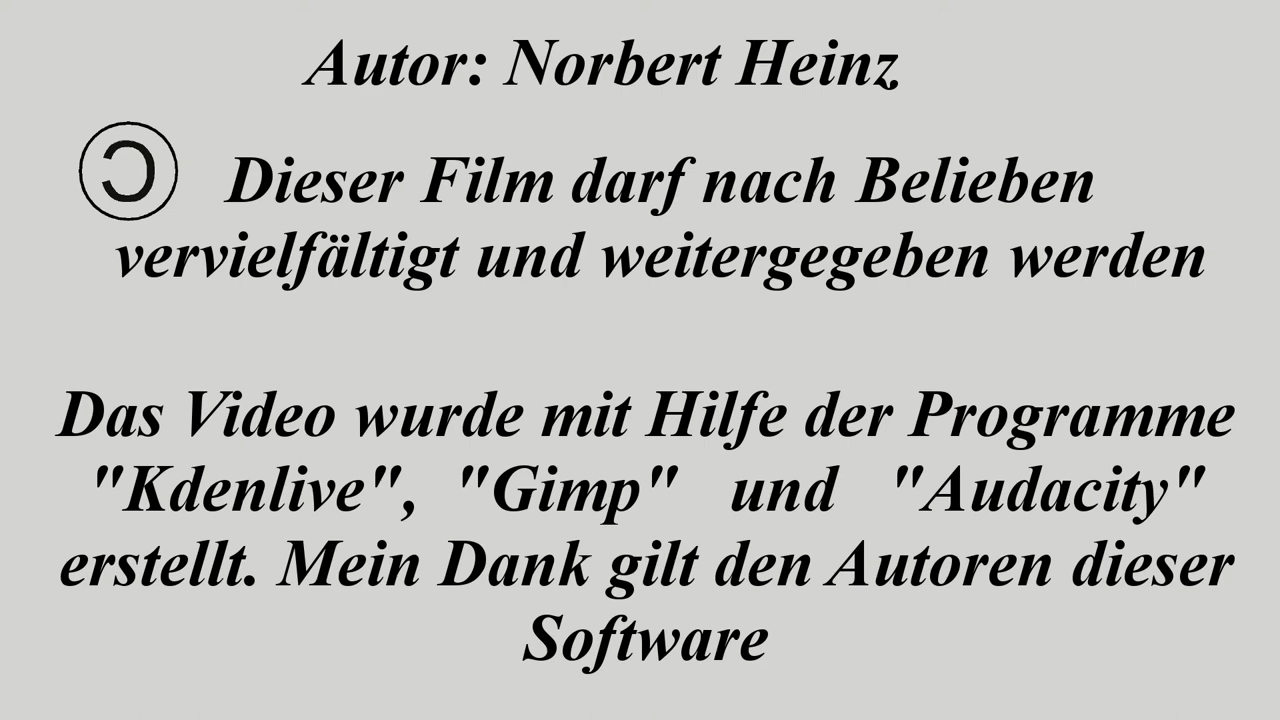 Autor: Norbert Heinz
Dieser Film darf nach Belieben
vervielfältigt und weitergegeben werden
Das Video wurde mit Hilfe der Programme
"Kdenlive", "Gimp" und "Audacity"
erstellt. Mein Dank gilt den Autoren dieser
Software